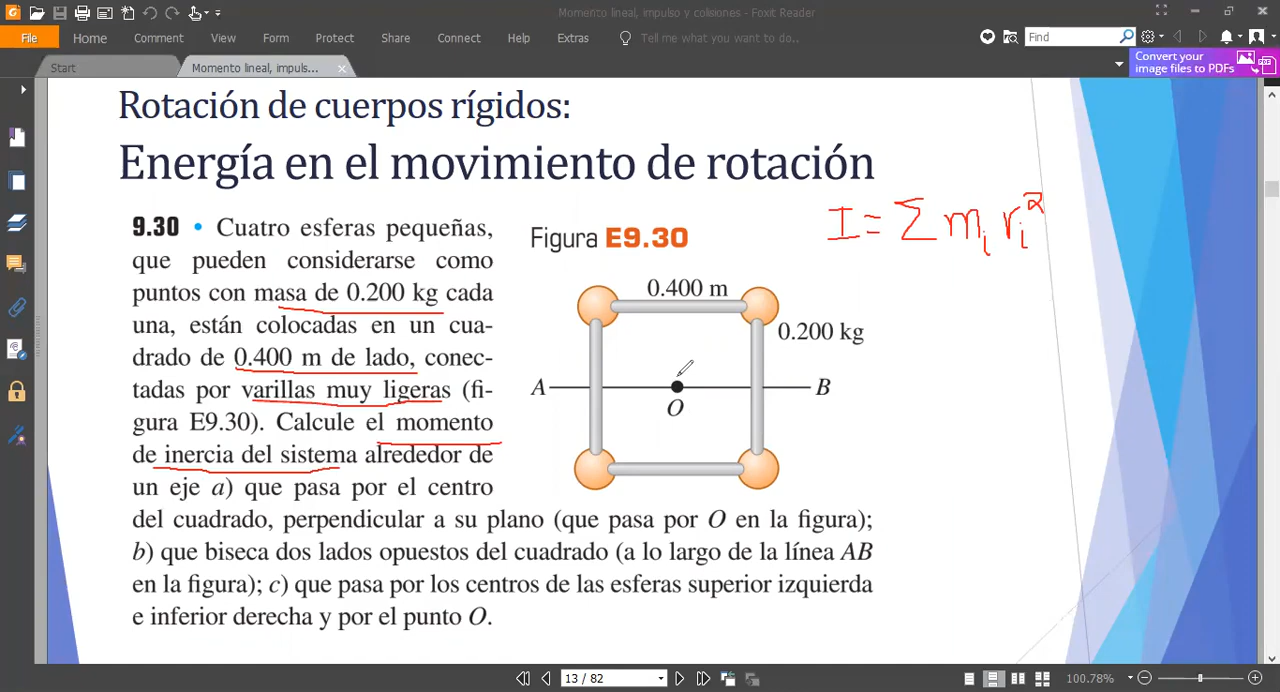 Momento lineal, impulso y colisiones - Foxit Reader
File Home Comment View Form Protect Share Connect Help Extras Tell me what you want to do.. Find
Start Momento lineal, impuls... Convert your
image files to PDFs
Rotación de cuerpos rígidos:
Energía en el movimiento de rotación
I = Σ mᵢ rᵢ²
9.30 • Cuatro esferas pequeñas,
que pueden considerarse como
puntos con masa de 0.200 kg cada
una, están colocadas en un cua-
drado de 0.400 m de lado, conec-
tadas por varillas muy ligeras (fi-
gura E9.30). Calcule el momento
de inercia del sistema alrededor de
un eje a) que pasa por el centro
del cuadrado, perpendicular a su plano (que pasa por O en la figura);
b) que biseca dos lados opuestos del cuadrado (a lo largo de la línea AB
en la figura); c) que pasa por los centros de las esferas superior izquierda
e inferior derecha y por el punto O.
Figura E9.30
0.400 m
0.200 kg
A
B
O
13 / 82
100.78%